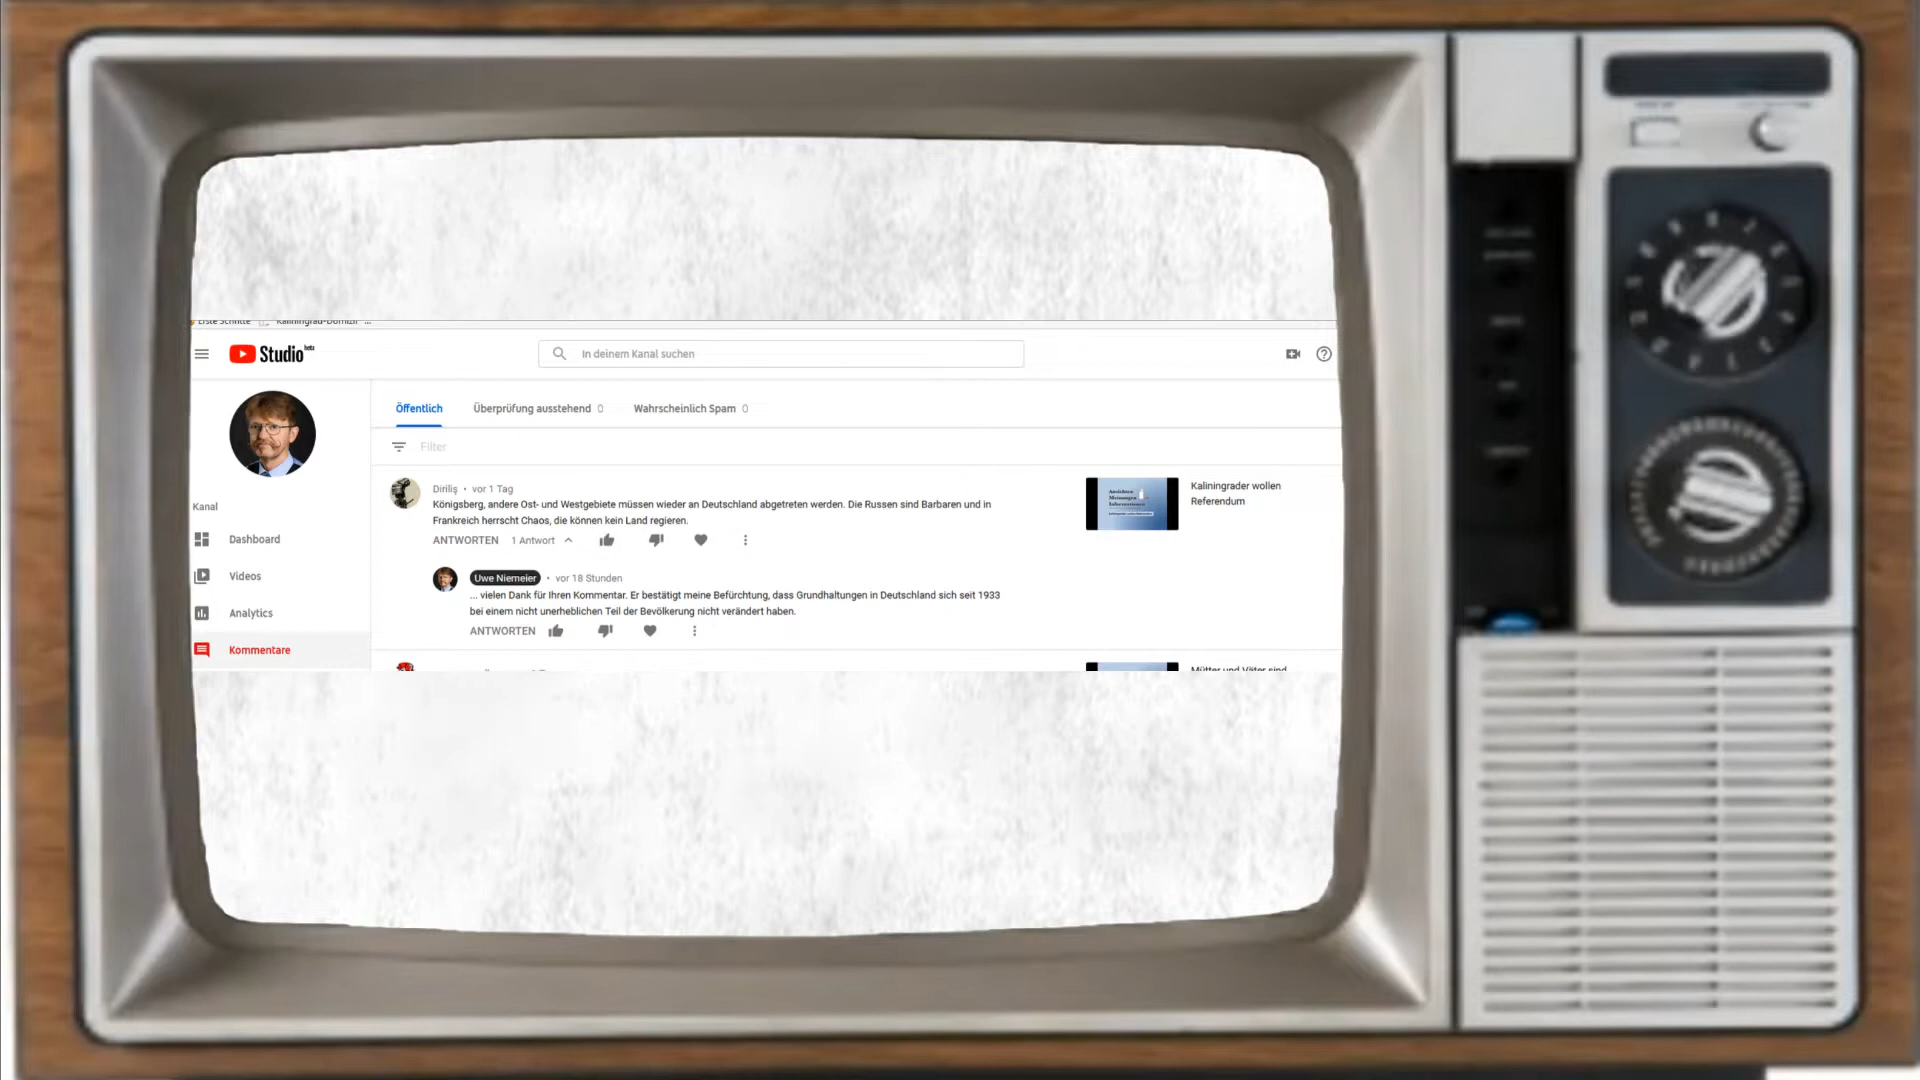 Erste Schritte Kaliningrad-Domizil ...
Studio beta
In deinem Kanal suchen
Öffentlich Überprüfung ausstehend 0 Wahrscheinlich Spam 0
Filter
Diriliş • vor 1 Tag
Königsberg, andere Ost- und Westgebiete müssen wieder an Deutschland abgetreten werden. Die Russen sind Barbaren und in
Frankreich herrscht Chaos, die können kein Land regieren.
ANTWORTEN 1 Antwort
Kaliningrader wollen
Referendum
Ansichten
Meinungen
Informationen
Uwe Niemeier • vor 18 Stunden
... vielen Dank für Ihren Kommentar. Er bestätigt meine Befürchtung, dass Grundhaltungen in Deutschland sich seit 1933
bei einem nicht unerheblichen Teil der Bevölkerung nicht verändert haben.
ANTWORTEN
Mütter und Väter sind
Kanal
Dashboard
Videos
Analytics
Kommentare